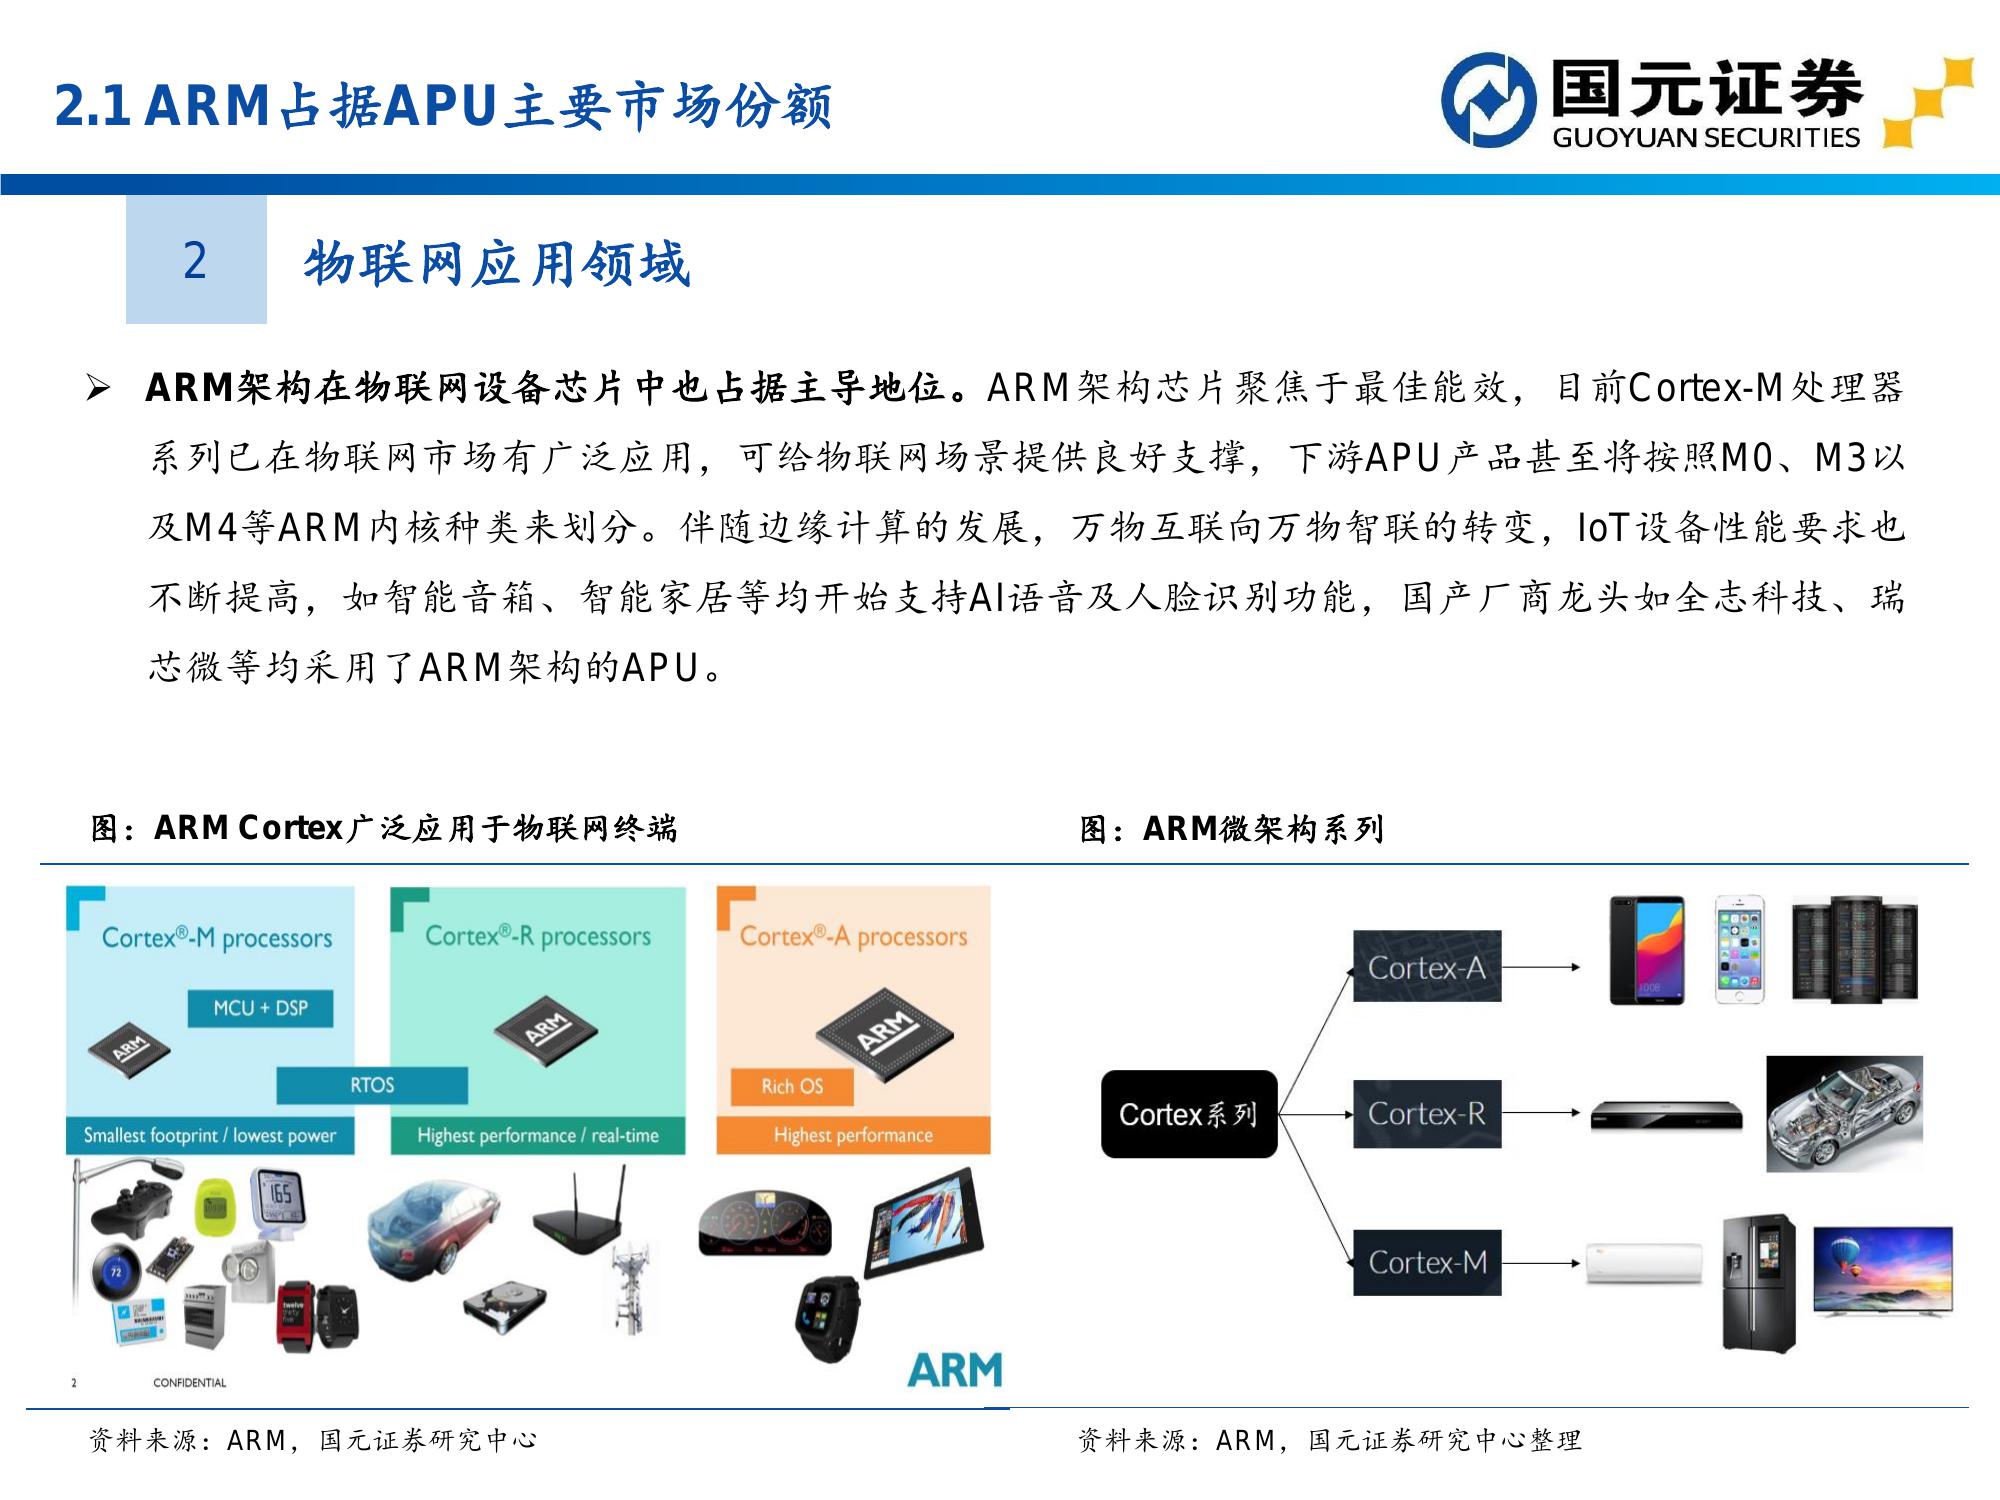 2.1 ARM占据APU主要市场份额
国元证券
GUOYUAN SECURITIES
2
物联网应用领域
➢ ARM架构在物联网设备芯片中也占据主导地位。ARM架构芯片聚焦于最佳能效，目前Cortex-M处理器
系列已在物联网市场有广泛应用，可给物联网场景提供良好支撑，下游APU产品甚至将按照M0、M3以
及M4等ARM内核种类来划分。伴随边缘计算的发展，万物互联向万物智联的转变，IoT设备性能要求也
不断提高，如智能音箱、智能家居等均开始支持AI语音及人脸识别功能，国产厂商龙头如全志科技、瑞
芯微等均采用了ARM架构的APU。
图：ARM Cortex广泛应用于物联网终端
Cortex®-M processors
MCU + DSP
ARM
RTOS
Smallest footprint / lowest power
Cortex®-R processors
ARM
Highest performance / real-time
Cortex®-A processors
ARM
Rich OS
Highest performance
165
72
twelve
thirty
five
2
CONFIDENTIAL
ARM
资料来源：ARM，国元证券研究中心
图：ARM微架构系列
Cortex系列
Cortex-A
10:08
Cortex-R
Cortex-M
资料来源：ARM，国元证券研究中心整理